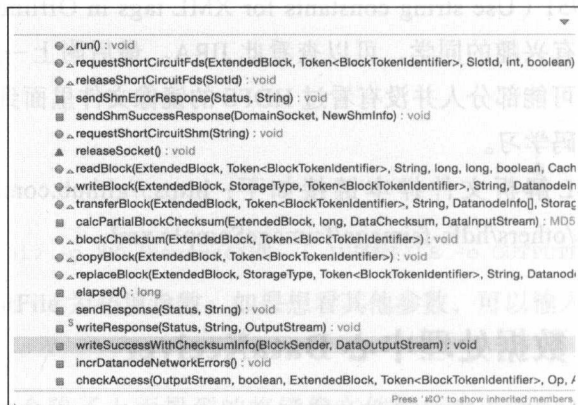 run() : void
requestShortCircuitFds(ExtendedBlock, Token<BlockTokenIdentifier>, SlotId, int, boolean)
releaseShortCircuitFds(SlotId) : void
sendShmErrorResponse(Status, String) : void
sendShmSuccessResponse(DomainSocket, NewShmInfo) : void
requestShortCircuitShm(String) : void
releaseSocket() : void
readBlock(ExtendedBlock, Token<BlockTokenIdentifier>, String, long, long, boolean, Cach
writeBlock(ExtendedBlock, StorageType, Token<BlockTokenIdentifier>, String, DatanodeIn
transferBlock(ExtendedBlock, Token<BlockTokenIdentifier>, String, DatanodeInfo[], Storag
calcPartialBlockChecksum(ExtendedBlock, long, DataChecksum, DataInputStream) : MD5
blockChecksum(ExtendedBlock, Token<BlockTokenIdentifier>) : void
copyBlock(ExtendedBlock, Token<BlockTokenIdentifier>) : void
replaceBlock(ExtendedBlock, StorageType, Token<BlockTokenIdentifier>, String, Datanod
elapsed() : long
sendResponse(Status, String) : void
S writeResponse(Status, String, OutputStream) : void
writeSuccessWithChecksumInfo(BlockSender, DataOutputStream) : void
incrDatanodeNetworkErrors() : void
checkAccess(OutputStream, boolean, ExtendedBlock, Token<BlockTokenIdentifier>, Op, A
Press '⌘O' to show inherited members